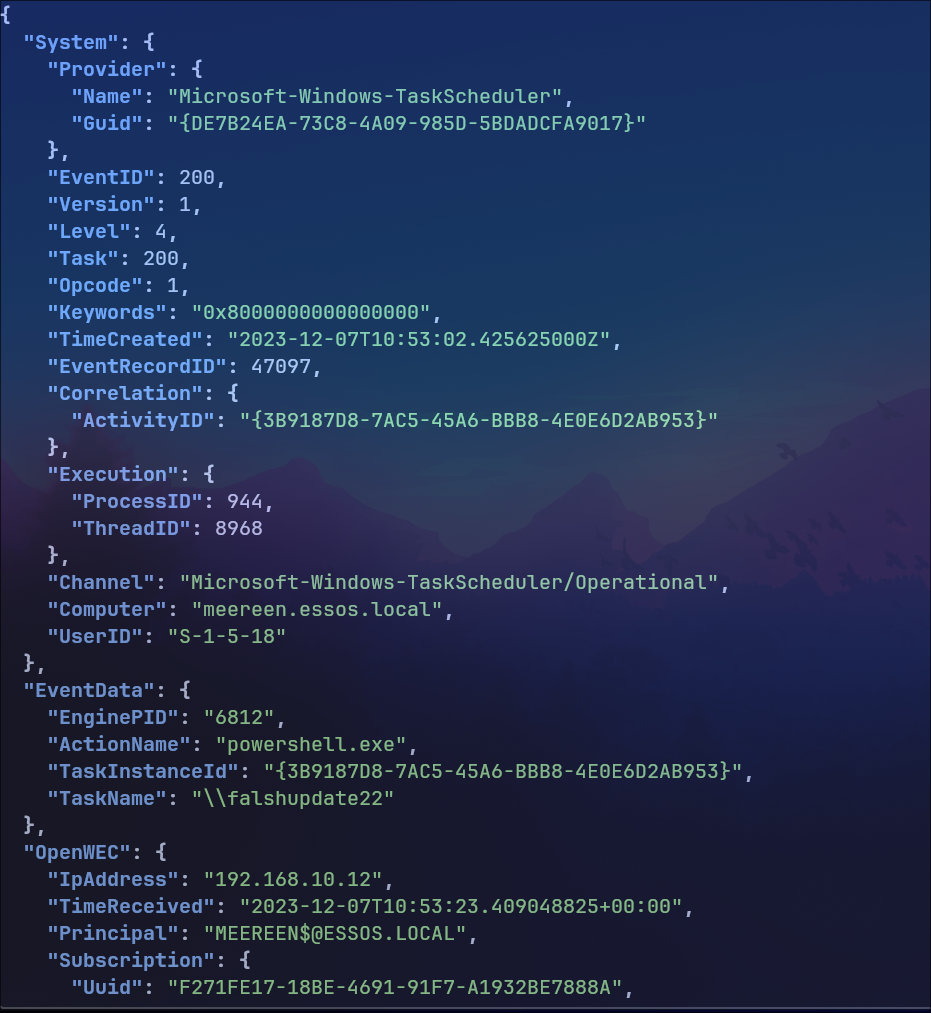 {
  "System": {
    "Provider": {
      "Name": "Microsoft-Windows-TaskScheduler",
      "Guid": "{DE7B24EA-73C8-4A09-985D-5BDADCFA9017}"
    },
    "EventID": 200,
    "Version": 1,
    "Level": 4,
    "Task": 200,
    "Opcode": 1,
    "Keywords": "0x8000000000000000",
    "TimeCreated": "2023-12-07T10:53:02.425625000Z",
    "EventRecordID": 47097,
    "Correlation": {
      "ActivityID": "{3B9187D8-7AC5-45A6-BBB8-4E0E6D2AB953}"
    },
    "Execution": {
      "ProcessID": 944,
      "ThreadID": 8968
    },
    "Channel": "Microsoft-Windows-TaskScheduler/Operational",
    "Computer": "meereen.essos.local",
    "UserID": "S-1-5-18"
  },
  "EventData": {
    "EnginePID": "6812",
    "ActionName": "powershell.exe",
    "TaskInstanceId": "{3B9187D8-7AC5-45A6-BBB8-4E0E6D2AB953}",
    "TaskName": "\\falshupdate22"
  },
  "OpenWEC": {
    "IpAddress": "192.168.10.12",
    "TimeReceived": "2023-12-07T10:53:23.409048825+00:00",
    "Principal": "MEEREEN$@ESSOS.LOCAL",
    "Subscription": {
      "Uuid": "F271FE17-18BE-4691-91F7-A1932BE7888A",